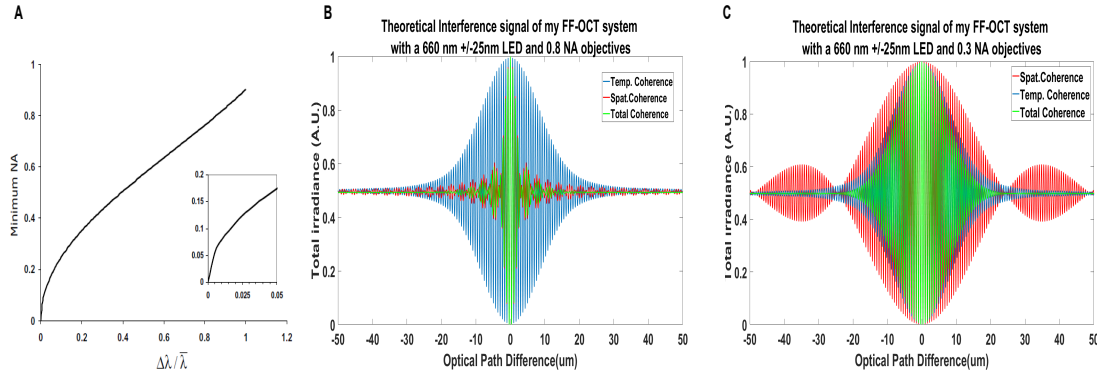 A
Minimum NA
1
0.8
0.6
0.4
0.2
0
0 0.2 0.4 0.6 0.8 1 1.2
Δλ / λ̅
0.2
0.15
0.1
0.05
0
0 0.025 0.05
B
Theoretical Interference signal of my FF-OCT system
with a 660 nm +/-25nm LED and 0.8 NA objectives
Total irradiance (A.U.)
1
0.8
0.6
0.4
0.2
0
-50 -40 -30 -20 -10 0 10 20 30 40 50
Optical Path Difference(um)
Temp. Coherence
Spat.Coherence
Total Coherence
C
Theoretical Interference signal of my FF-OCT system
with a 660 nm +/-25nm LED and 0.3 NA objectives
Total irradiance (A.U.)
1
0.8
0.6
0.4
0.2
0
-50 -40 -30 -20 -10 0 10 20 30 40 50
Optical Path Difference(um)
Spat.Coherence
Temp. Coherence
Total Coherence